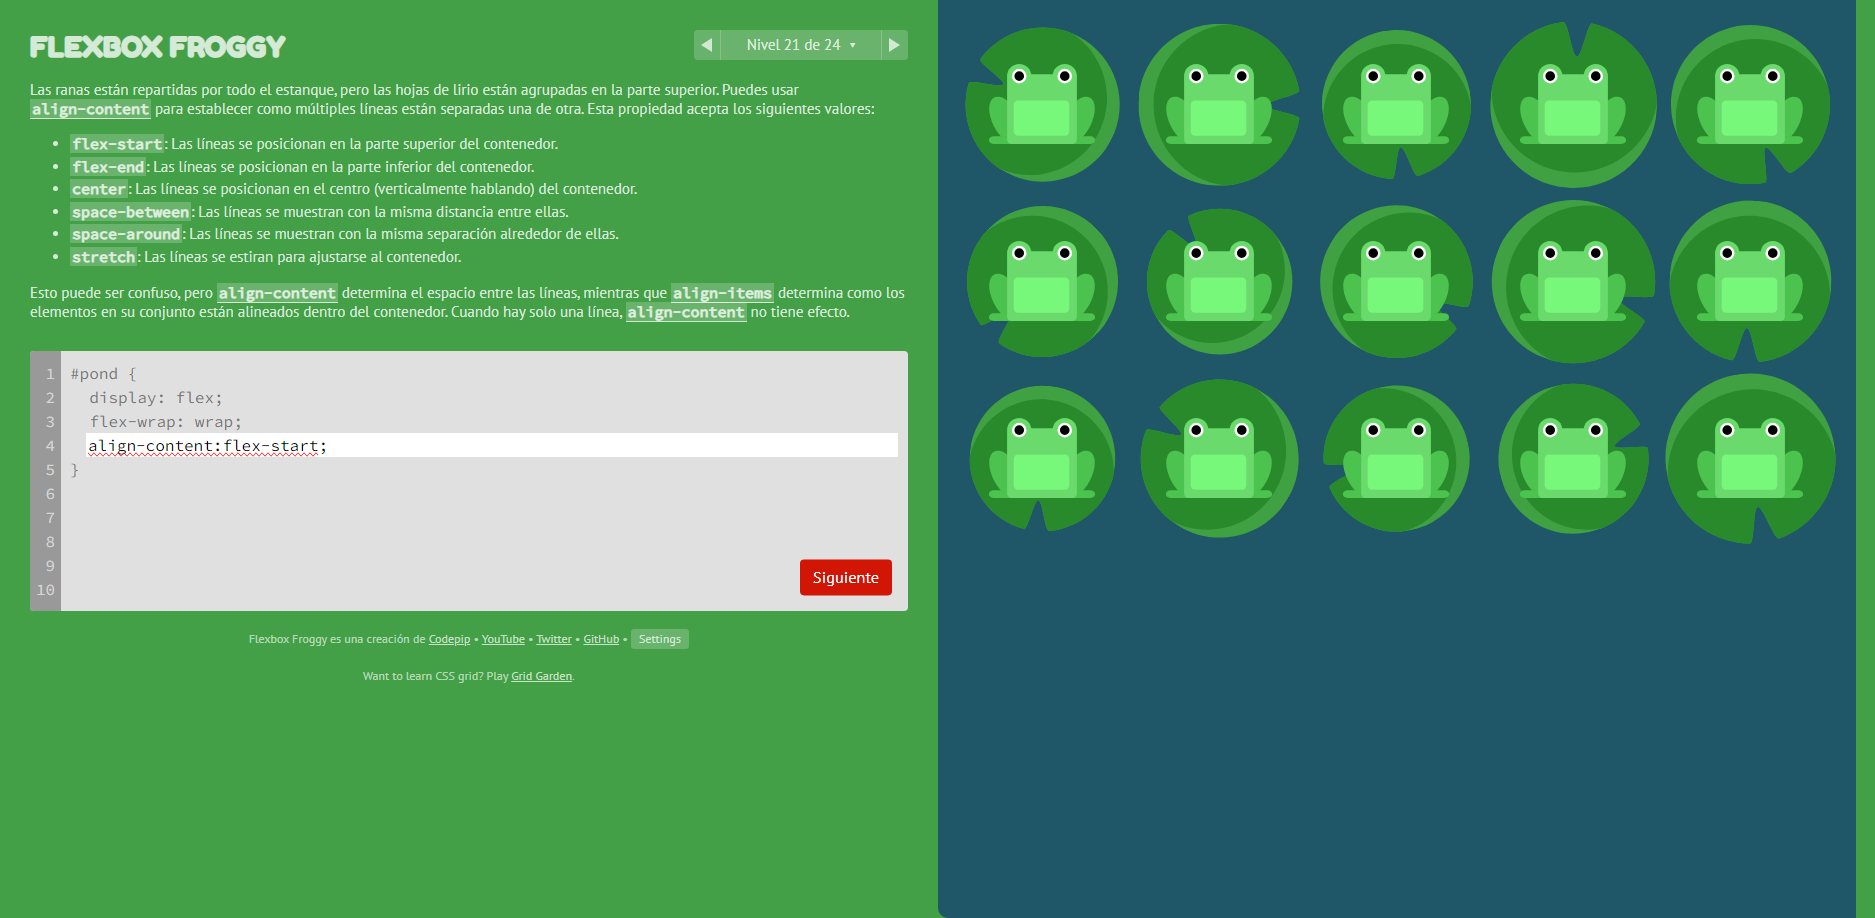 FLEXBOX FROGGY
Nivel 21 de 24
Las ranas están repartidas por todo el estanque, pero las hojas de lirio están agrupadas en la parte superior. Puedes usar
align-content para establecer como múltiples líneas están separadas una de otra. Esta propiedad acepta los siguientes valores:
• flex-start: Las líneas se posicionan en la parte superior del contenedor.
• flex-end: Las líneas se posicionan en la parte inferior del contenedor.
• center: Las líneas se posicionan en el centro (verticalmente hablando) del contenedor.
• space-between: Las líneas se muestran con la misma distancia entre ellas.
• space-around: Las líneas se muestran con la misma separación alrededor de ellas.
• stretch: Las líneas se estiran para ajustarse al contenedor.
Esto puede ser confuso, pero align-content determina el espacio entre las líneas, mientras que align-items determina como los
elementos en su conjunto están alineados dentro del contenedor. Cuando hay solo una línea, align-content no tiene efecto.
1 #pond {
2 display: flex;
3 flex-wrap: wrap;
4 align-content:flex-start;
5 }
6
7
8
9
10
Siguiente
Flexbox Froggy es una creación de Codepip • YouTube • Twitter • GitHub • Settings
Want to learn CSS grid? Play Grid Garden.